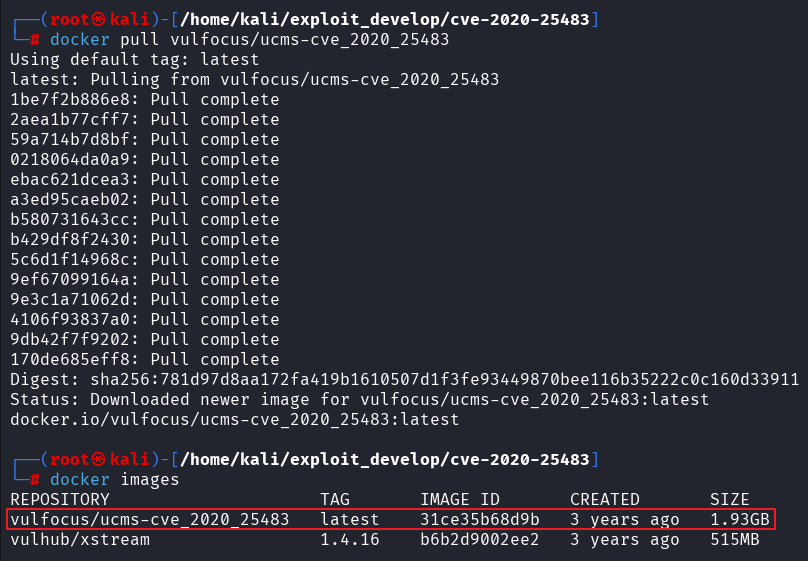 ┌──(root㉿kali)-[/home/kali/exploit_develop/cve-2020-25483]
└─# docker pull vulfocus/ucms-cve_2020_25483
Using default tag: latest
latest: Pulling from vulfocus/ucms-cve_2020_25483
1be7f2b886e8: Pull complete
2aea1b77cff7: Pull complete
59a714b7d8bf: Pull complete
0218064da0a9: Pull complete
ebac621dcea3: Pull complete
a3ed95caeb02: Pull complete
b580731643cc: Pull complete
b429df8f2430: Pull complete
5c6d1f14968c: Pull complete
9ef67099164a: Pull complete
9e3c1a71062d: Pull complete
4106f93837a0: Pull complete
9db42f7f9202: Pull complete
170de685eff8: Pull complete
Digest: sha256:781d97d8aa172fa419b1610507d1f3fe93449870bee116b35222c0c160d33911
Status: Downloaded newer image for vulfocus/ucms-cve_2020_25483:latest
docker.io/vulfocus/ucms-cve_2020_25483:latest
┌──(root㉿kali)-[/home/kali/exploit_develop/cve-2020-25483]
└─# docker images
REPOSITORY TAG IMAGE ID CREATED SIZE
vulfocus/ucms-cve_2020_25483 latest 31ce35b68d9b 3 years ago 1.93GB
vulhub/xstream 1.4.16 b6b2d9002ee2 3 years ago 515MB